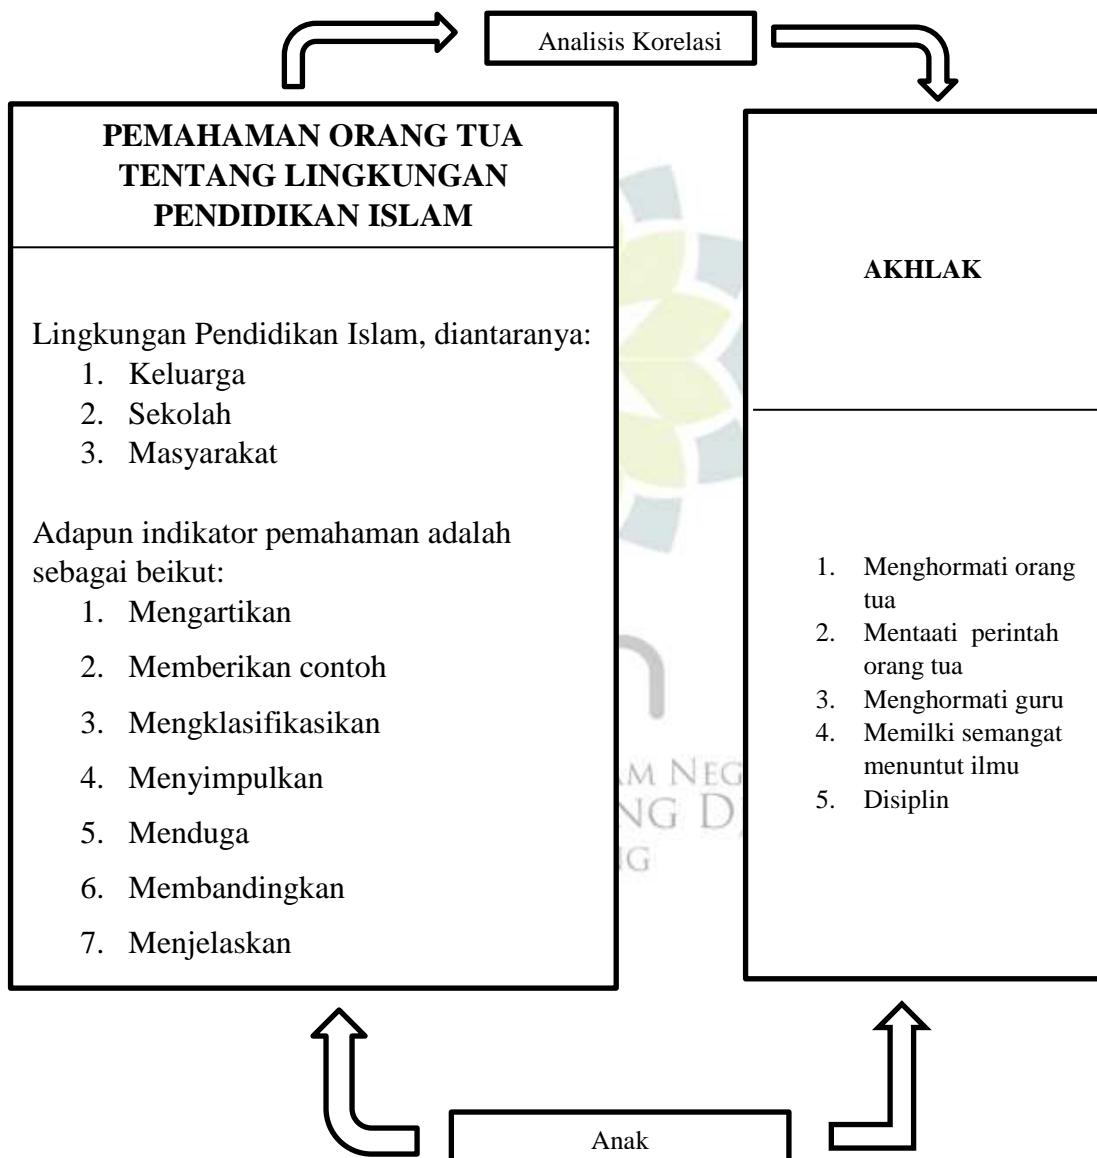 Analisis Korelasi
PEMAHAMAN ORANG TUA
TENTANG LINGKUNGAN
PENDIDIKAN ISLAM
Lingkungan Pendidikan Islam, diantaranya:
1. Keluarga
2. Sekolah
3. Masyarakat
Adapun indikator pemahaman adalah
sebagai beikut:
1. Mengartikan
2. Memberikan contoh
3. Mengklasifikasikan
4. Menyimpulkan
5. Menduga
6. Membandingkan
7. Menjelaskan
AKHLAK
1. Menghormati orang
tua
2. Mentaati perintah
orang tua
3. Menghormati guru
4. Memilki semangat
menuntut ilmu
5. Disiplin
Anak